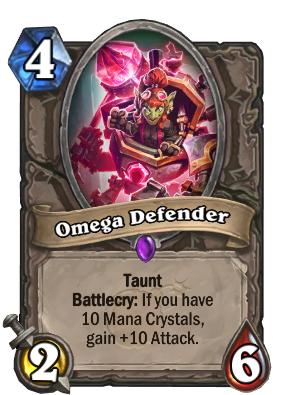 4
Omega Defender
Taunt
Battlecry: If you have
10 Mana Crystals,
gain +10 Attack.
2
6